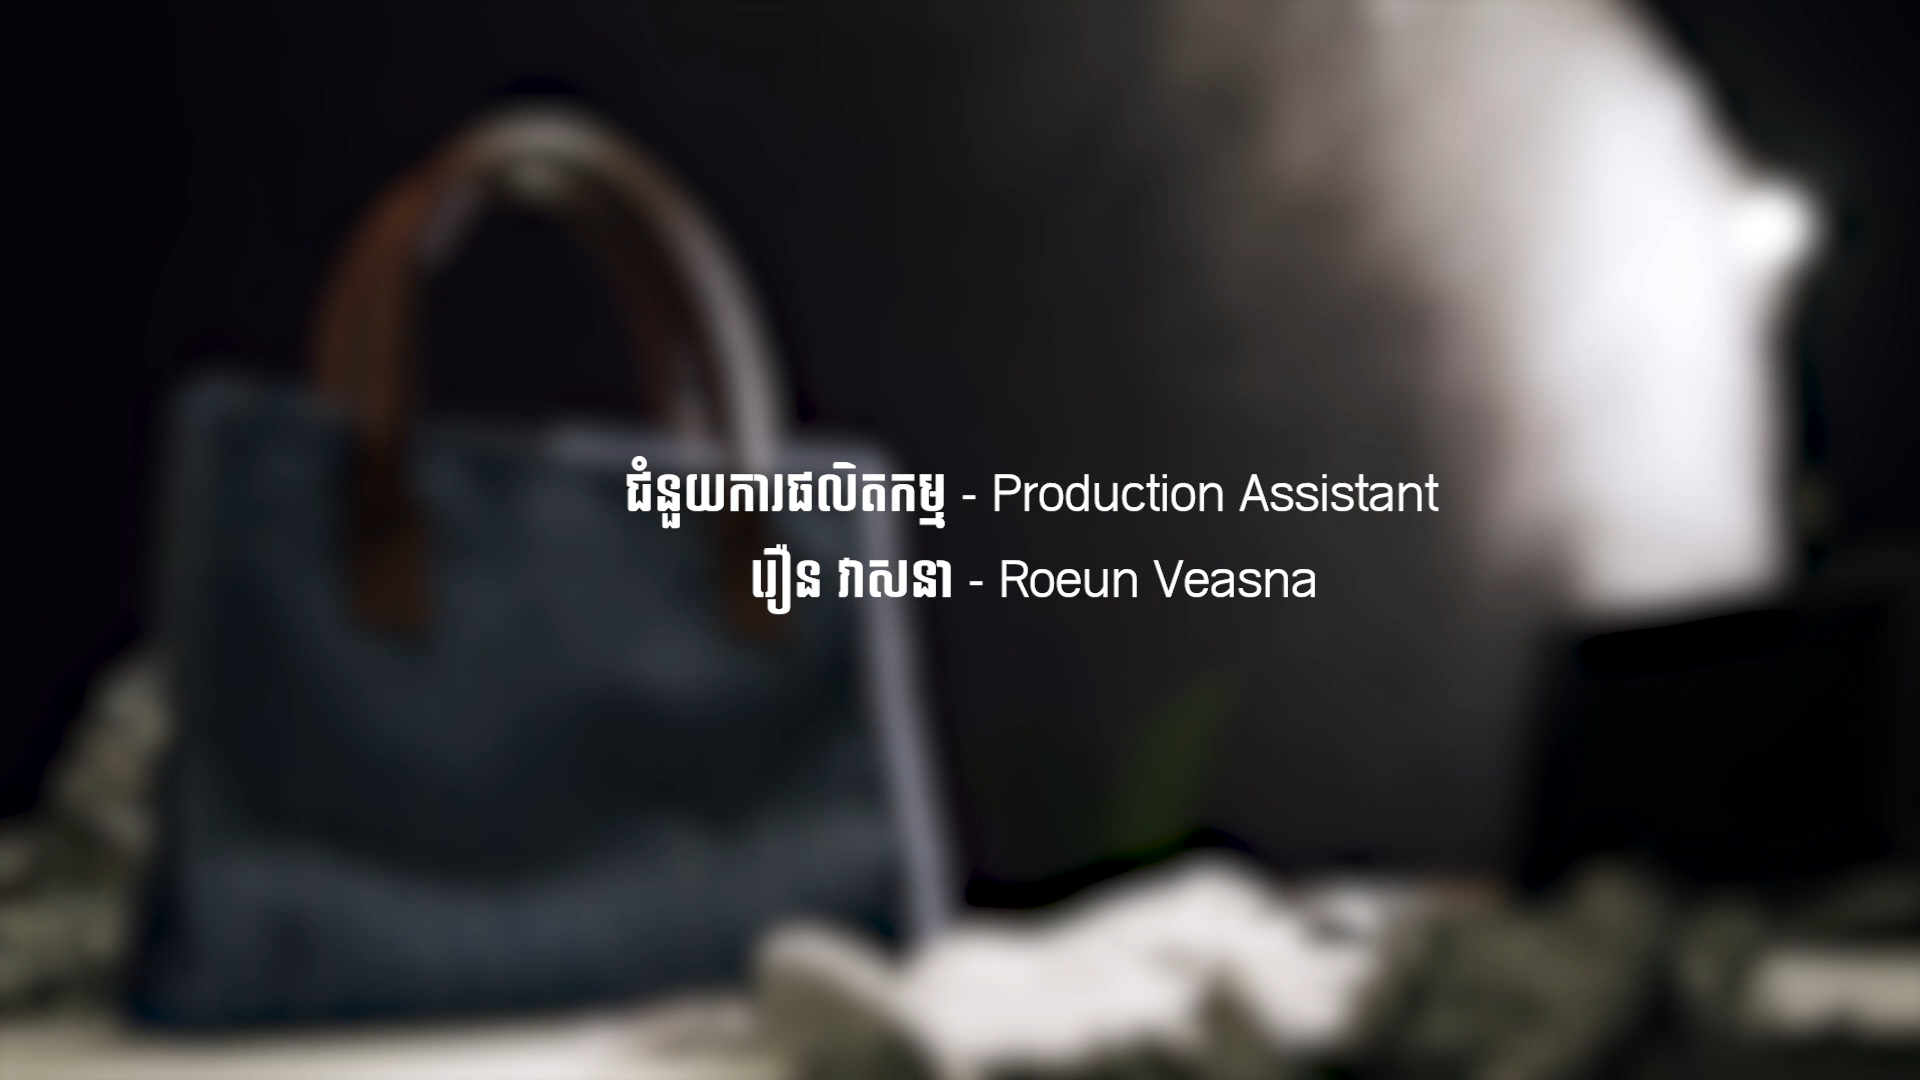 ជំនួយការផលិតកម្ម - Production Assistant
រឿន វាសនា - Roeun Veasna